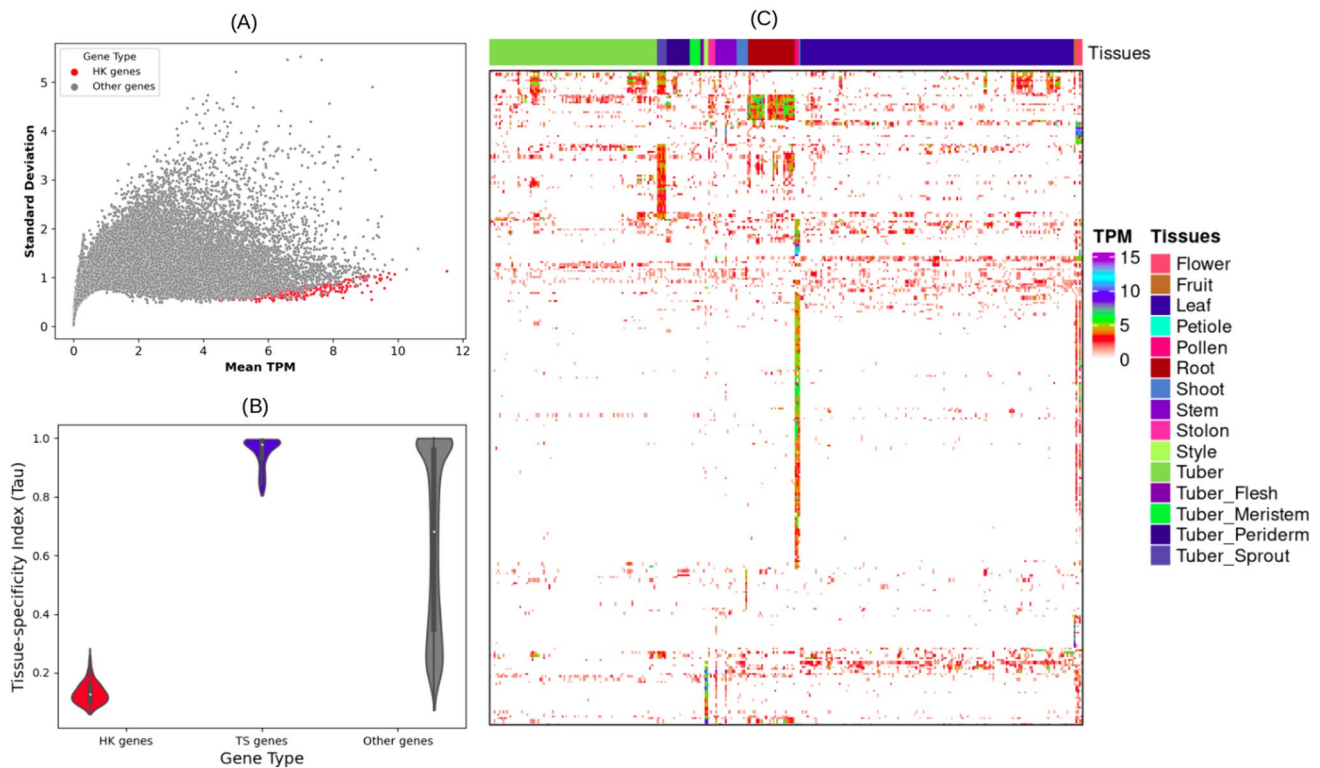 (A)
Gene Type
HK genes
Other genes
Standard Deviation
5
4
3
2
1
0
0
2
4
6
8
10
12
Mean TPM
(B)
Tissue-specificity Index (Tau)
1.0
0.8
0.6
0.4
0.2
HK genes
TS genes
Other genes
Gene Type
(C)
Tissues
TPM
15
10
5
0
Tissues
Flower
Fruit
Leaf
Petiole
Pollen
Root
Shoot
Stem
Stolon
Style
Tuber
Tuber_Flesh
Tuber_Meristem
Tuber_Periderm
Tuber_Sprout